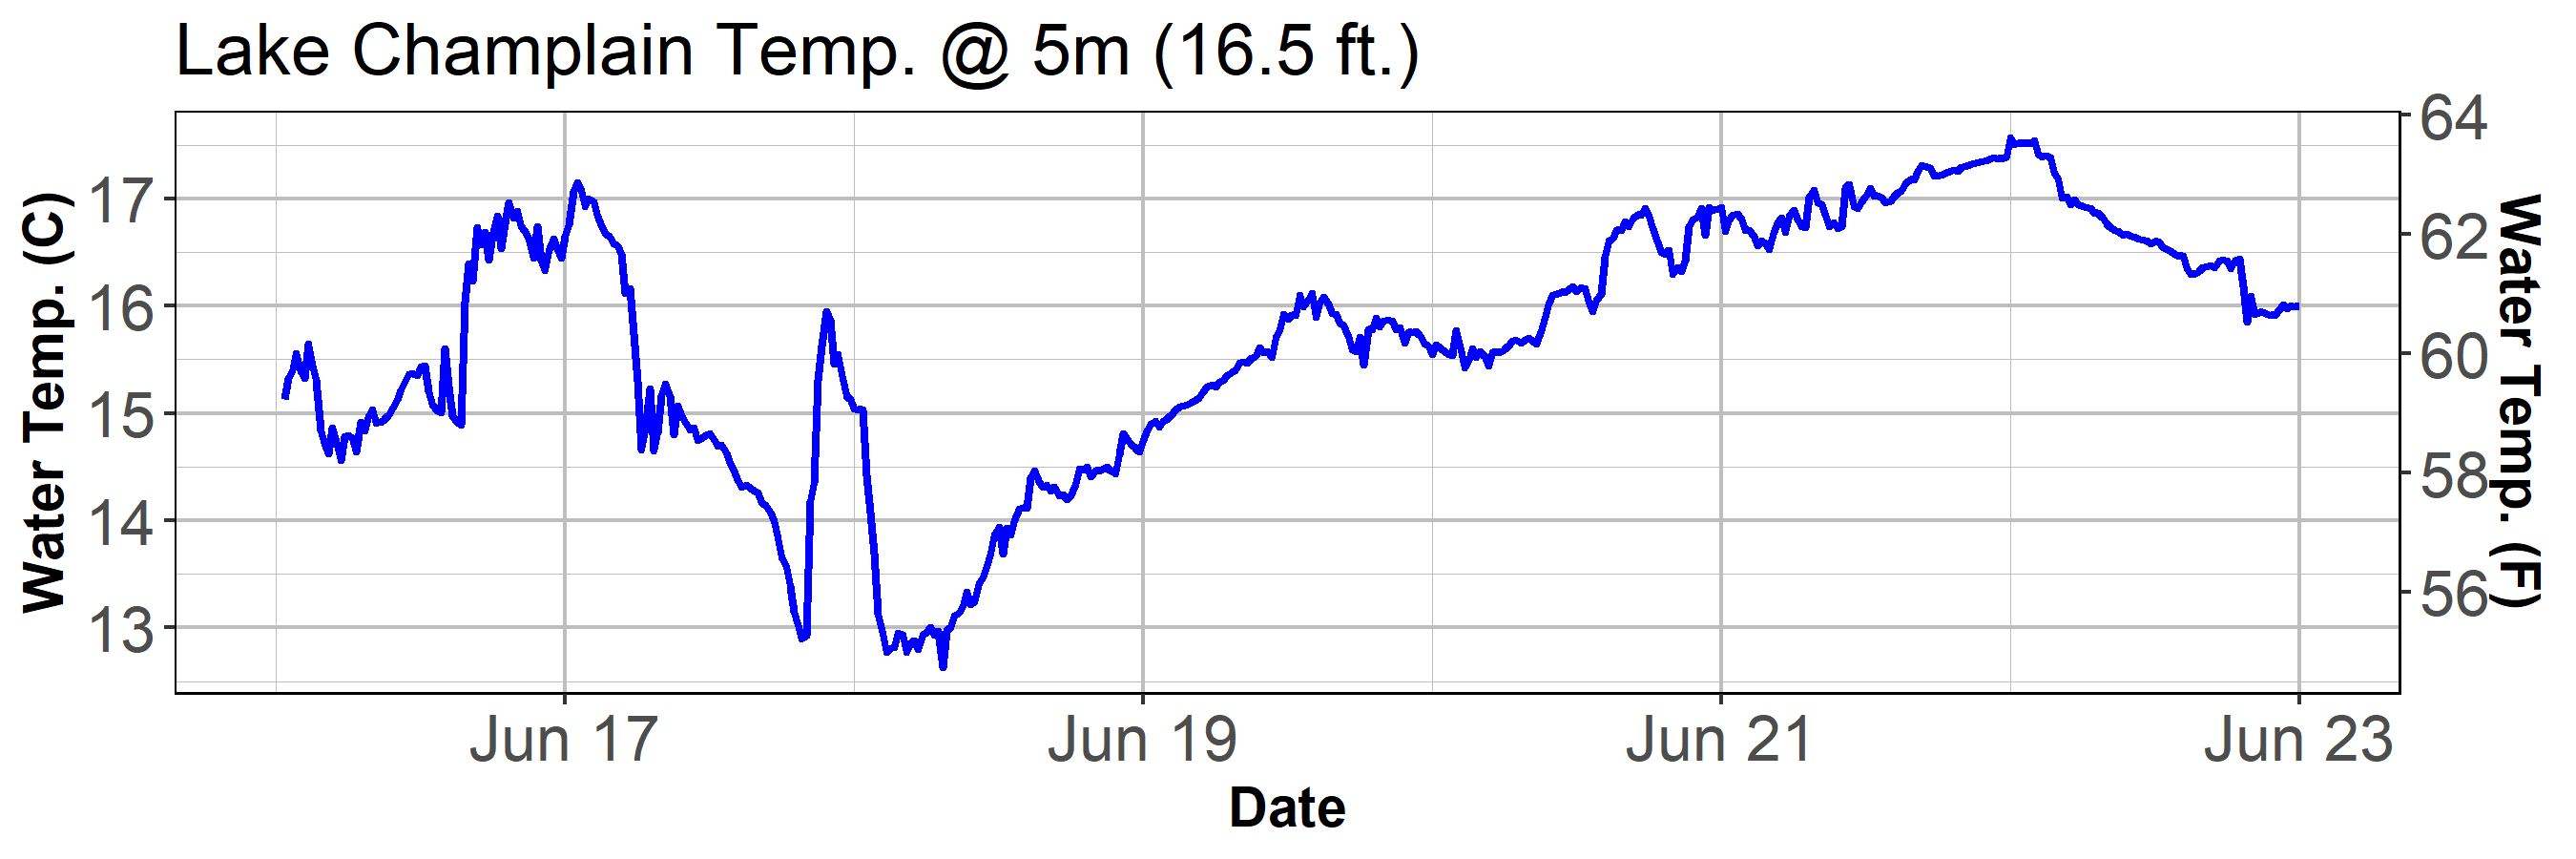 Lake Champlain Temp. @ 5m (16.5 ft.)
Water Temp. (C)
17
16
15
14
13
64
62
60
58
56
Water Temp. (F)
Jun 17
Jun 19
Jun 21
Jun 23
Date